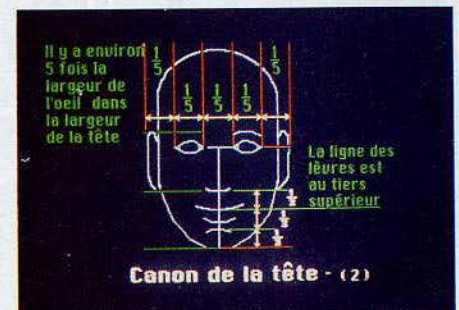 Il y a environ
5 fois la
largeur de
l'oeil dans
la largeur
de la tête
1/5 1/5
1/5 1/5 1/5
La ligne des
lèvres est
au tiers
supérieur
1/3
1/3
1/3
Canon de la tête - (2)